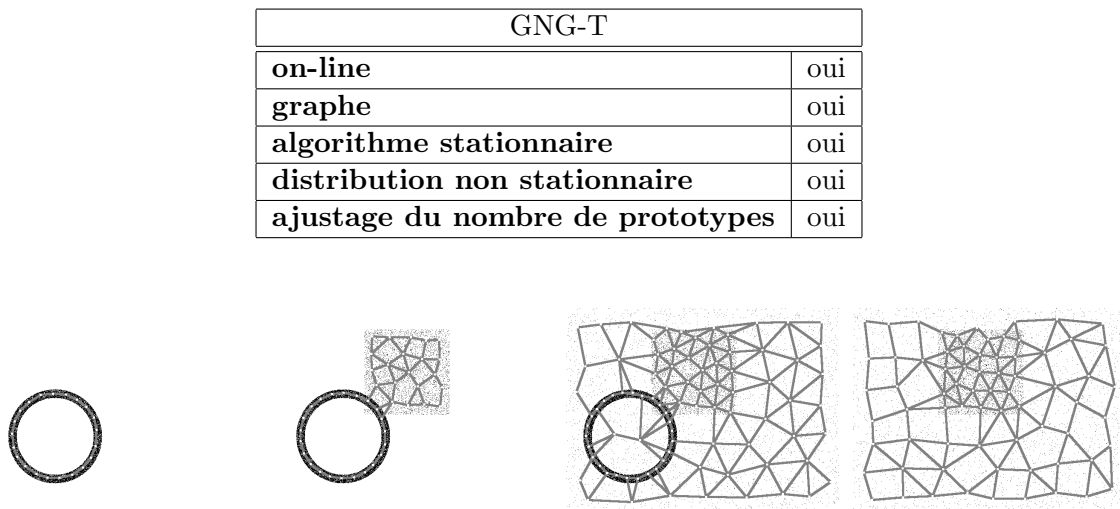 GNG-T
on-line oui
graphe oui
algorithme stationnaire oui
distribution non stationnaire oui
ajustage du nombre de prototypes oui